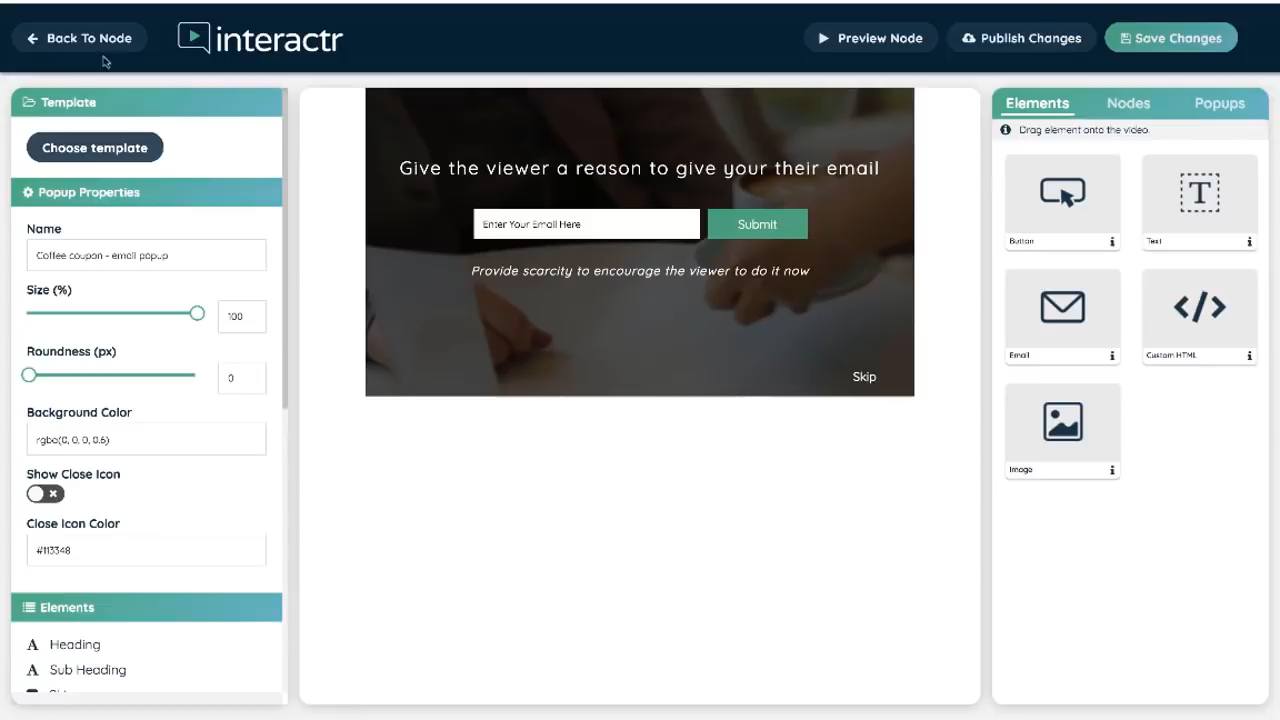 Back To Node
interactr
Preview Node
Publish Changes
Save Changes
Template
Choose template
Popup Properties
Name
Coffee coupon - email popup
Size (%)
100
Roundness (px)
0
Background Color
rgba(0, 0, 0, 0.6)
Show Close Icon
Close Icon Color
#113348
Elements
Heading
Sub Heading
Give the viewer a reason to give your their email
Enter Your Email Here
Submit
Provide scarcity to encourage the viewer to do it now
Skip
Elements
Nodes
Popups
Drag element onto the video.
Button
Text
Email
Custom HTML
Image